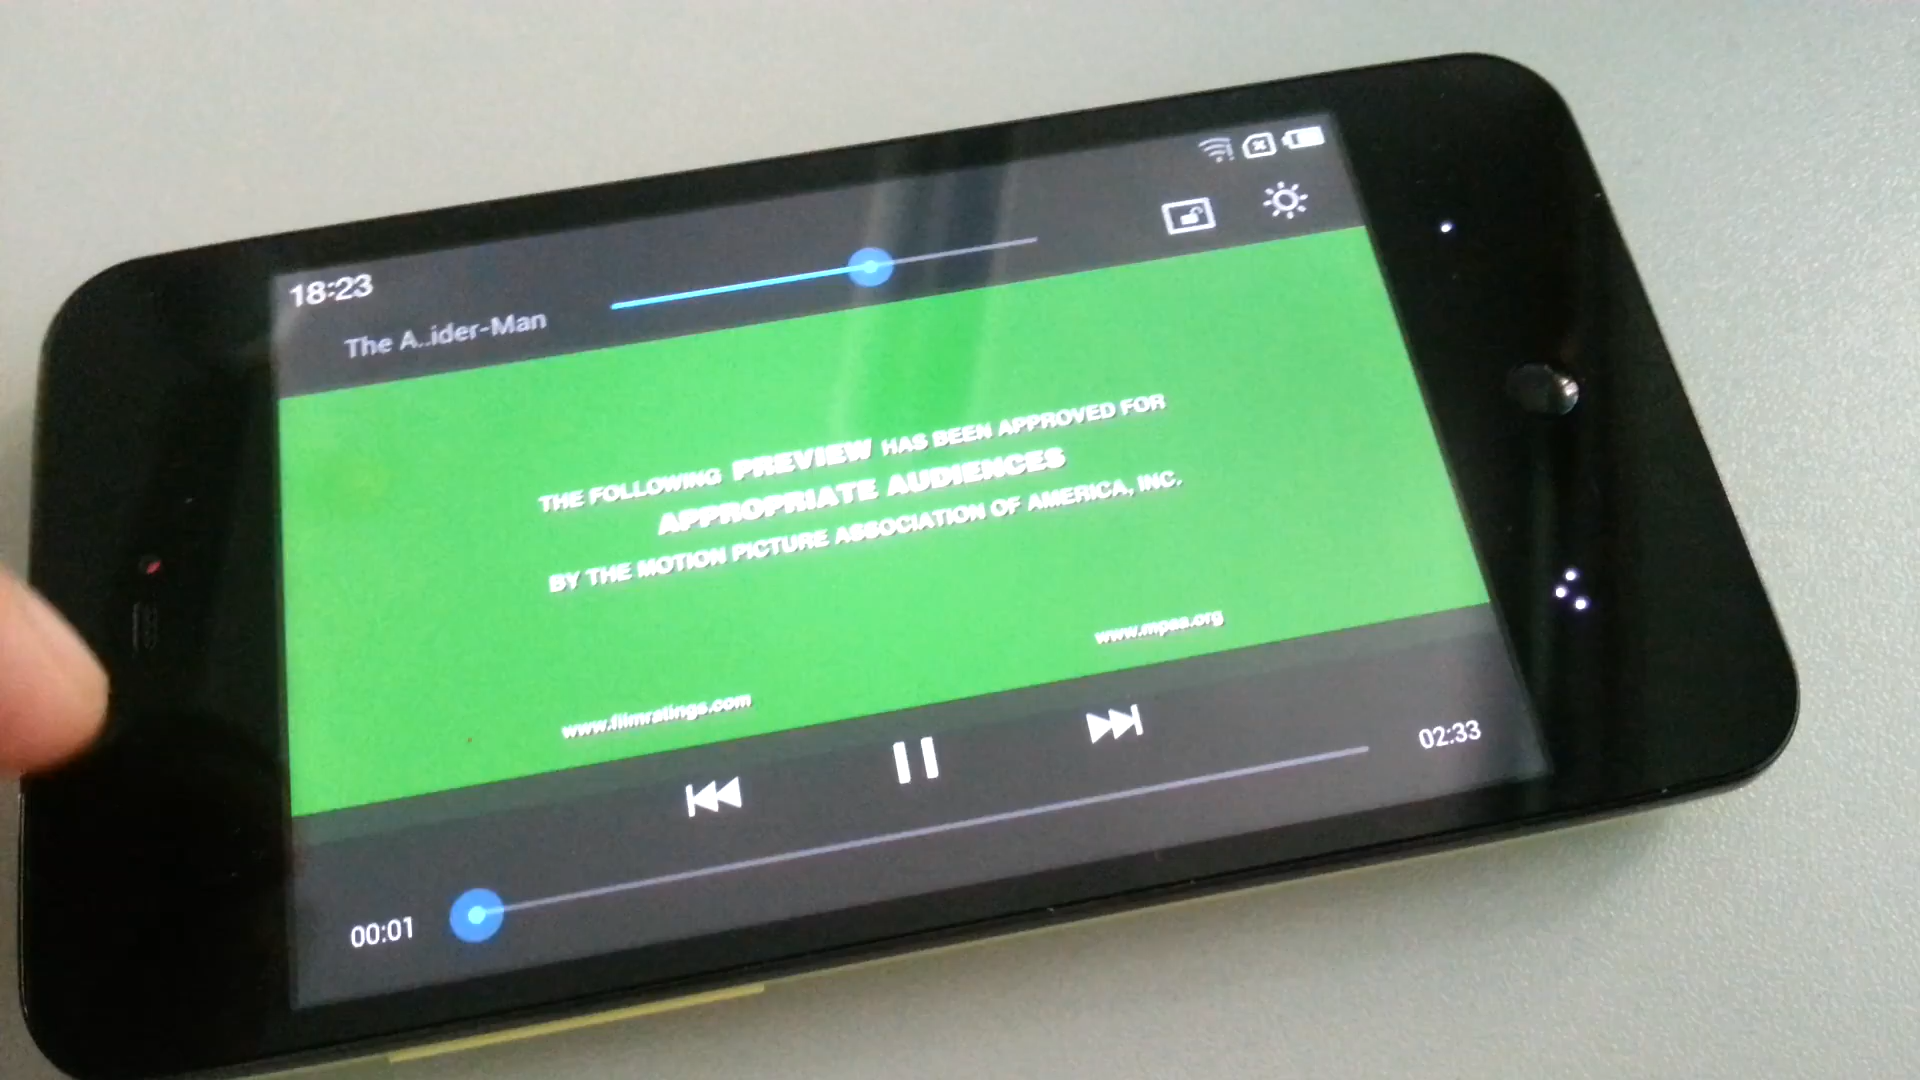 18:23
The A..ider-Man
THE FOLLOWING PREVIEW HAS BEEN APPROVED FOR
APPROPRIATE AUDIENCES
BY THE MOTION PICTURE ASSOCIATION OF AMERICA, INC.
www.filmratings.com
www.mpaa.org
00:01
02:33